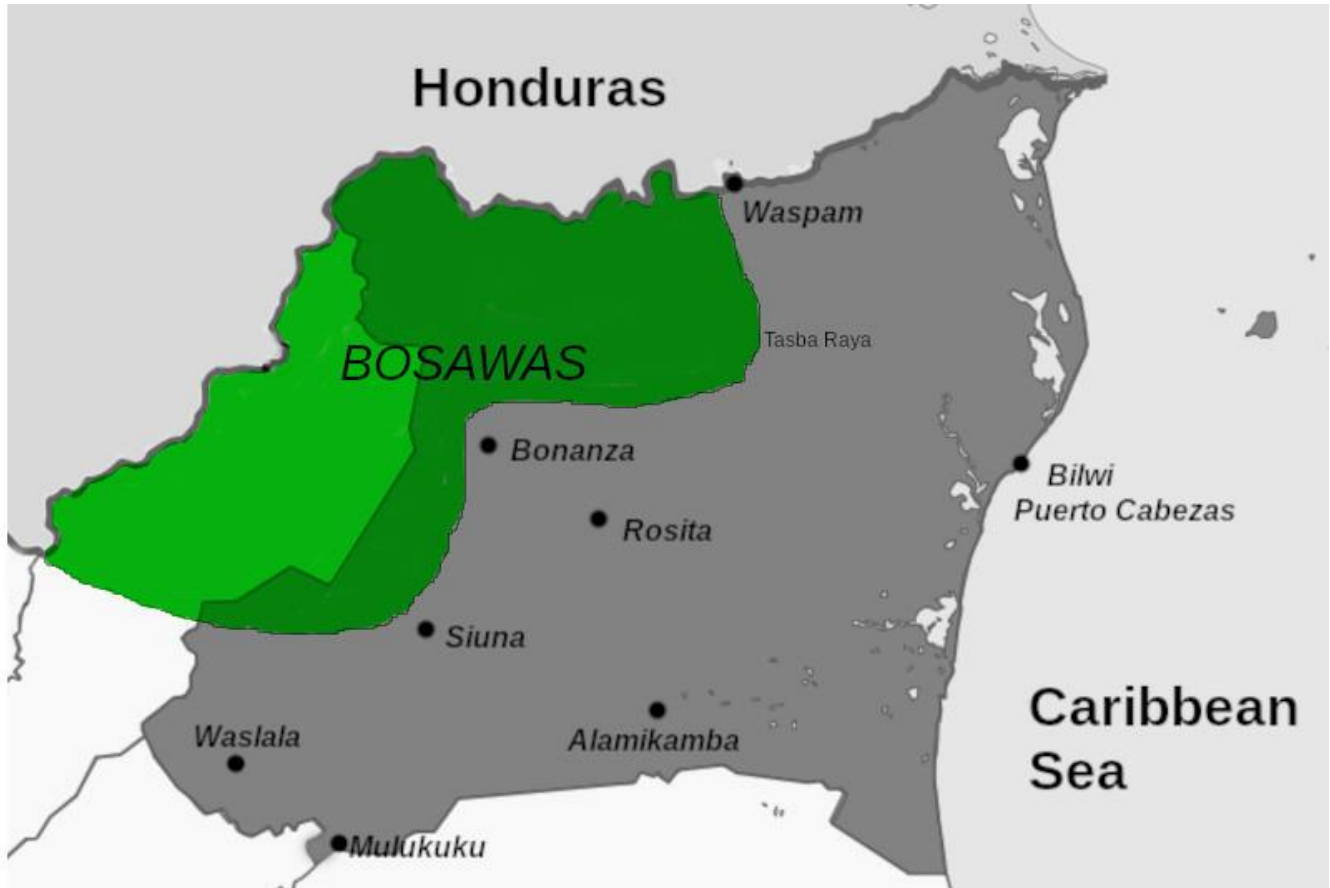 Honduras
Waspam
Tasba Raya
BOSAWAS
Bonanza
Bilwi
Puerto Cabezas
Rosita
Siuna
Caribbean
Sea
Waslala
Alamikamba
Mulukuku